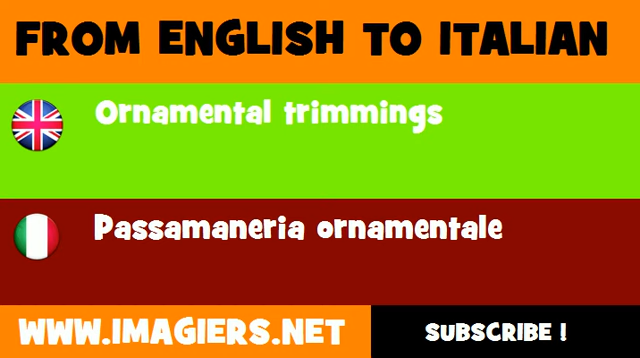 FROM ENGLISH TO ITALIAN
Ornamental trimmings
Passamaneria ornamentale
WWW.IMAGIERS.NET
SUBSCRIBE !